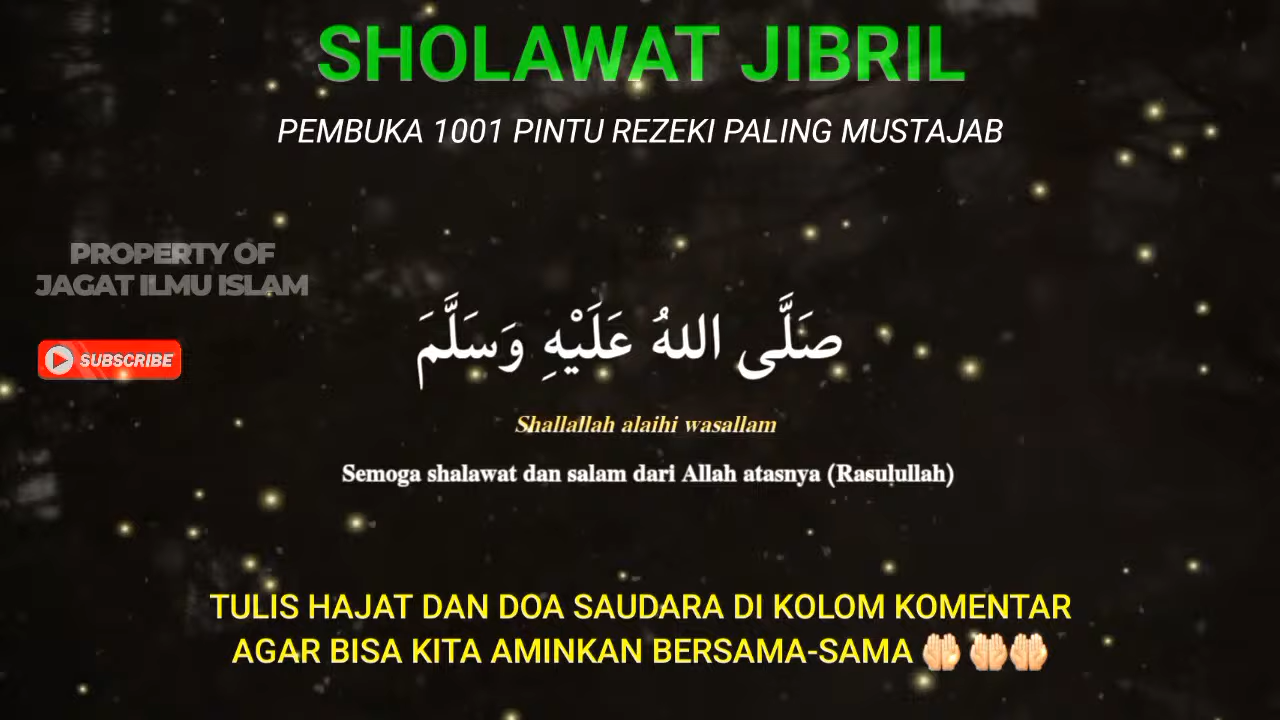 SHOLAWAT JIBRIL
PEMBUKA 1001 PINTU REZEKI PALING MUSTAJAB
PROPERTY OF
JAGAT ILMU ISLAM
SUBSCRIBE
صَلَّى اللهُ عَلَيْهِ وَسَلَّمَ
Shallallah alaihi wasallam
Semoga shalawat dan salam dari Allah atasnya (Rasulullah)
TULIS HAJAT DAN DOA SAUDARA DI KOLOM KOMENTAR
AGAR BISA KITA AMINKAN BERSAMA-SAMA 🤲🏻 🤲🏻🤲🏻